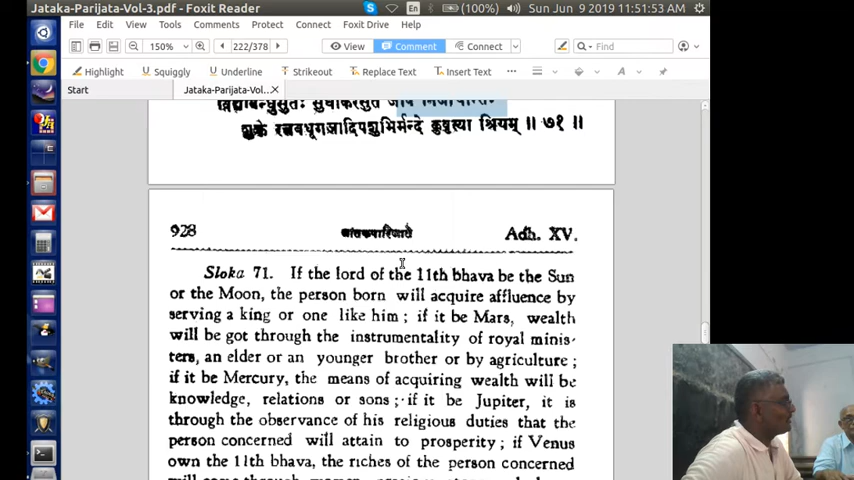 Jataka-Parijata-Vol-3.pdf - Foxit Reader
(100%)
Sun Jun 9 2019 11:51:53 AM
File Edit View Tools Comments Connect Foxit Drive Help
150%
222/378
View
Comment
Connect
Find
Highlight Squiggly Underline Strikeout Replace Text Insert Text
Start
Jataka-Parijata-Vol...
श्रियम् ॥ ७१ ॥
928
जातकपारिजाते
Adh. XV.
Sloka 71. If the lord of the 11th bhava be the Sun
or the Moon, the person born will acquire affluence by
serving a king or one like him ; if it be Mars, wealth
will be got through the instrumentality of royal minis-
ters, an elder or an younger brother or by agriculture ;
if it be Mercury, the means of acquiring wealth will be
knowledge, relations or sons ; if it be Jupiter, it is
through the observance of his religious duties that the
person concerned will attain to prosperity ; if Venus
own the 11th bhava, the riches of the person concerned